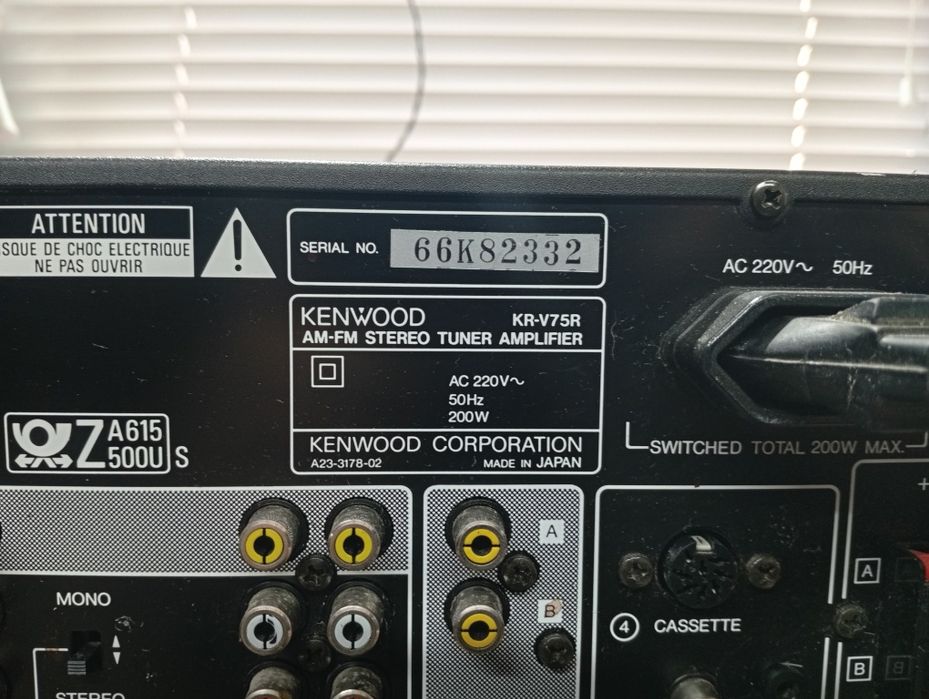 ATTENTION
SQUE DE CHOC ELECTRIQUE
NE PAS OUVRIR
SERIAL NO. 66K82332
AC 220V~ 50Hz
KENWOOD KR-V75R
AM-FM STEREO TUNER AMPLIFIER
AC 220V~
50Hz
200W
KENWOOD CORPORATION
A23-3178-02 MADE IN JAPAN
Z A615
500U S
SWITCHED TOTAL 200W MAX.
A
B
MONO
STEREO
4 CASSETTE
+
A
B B